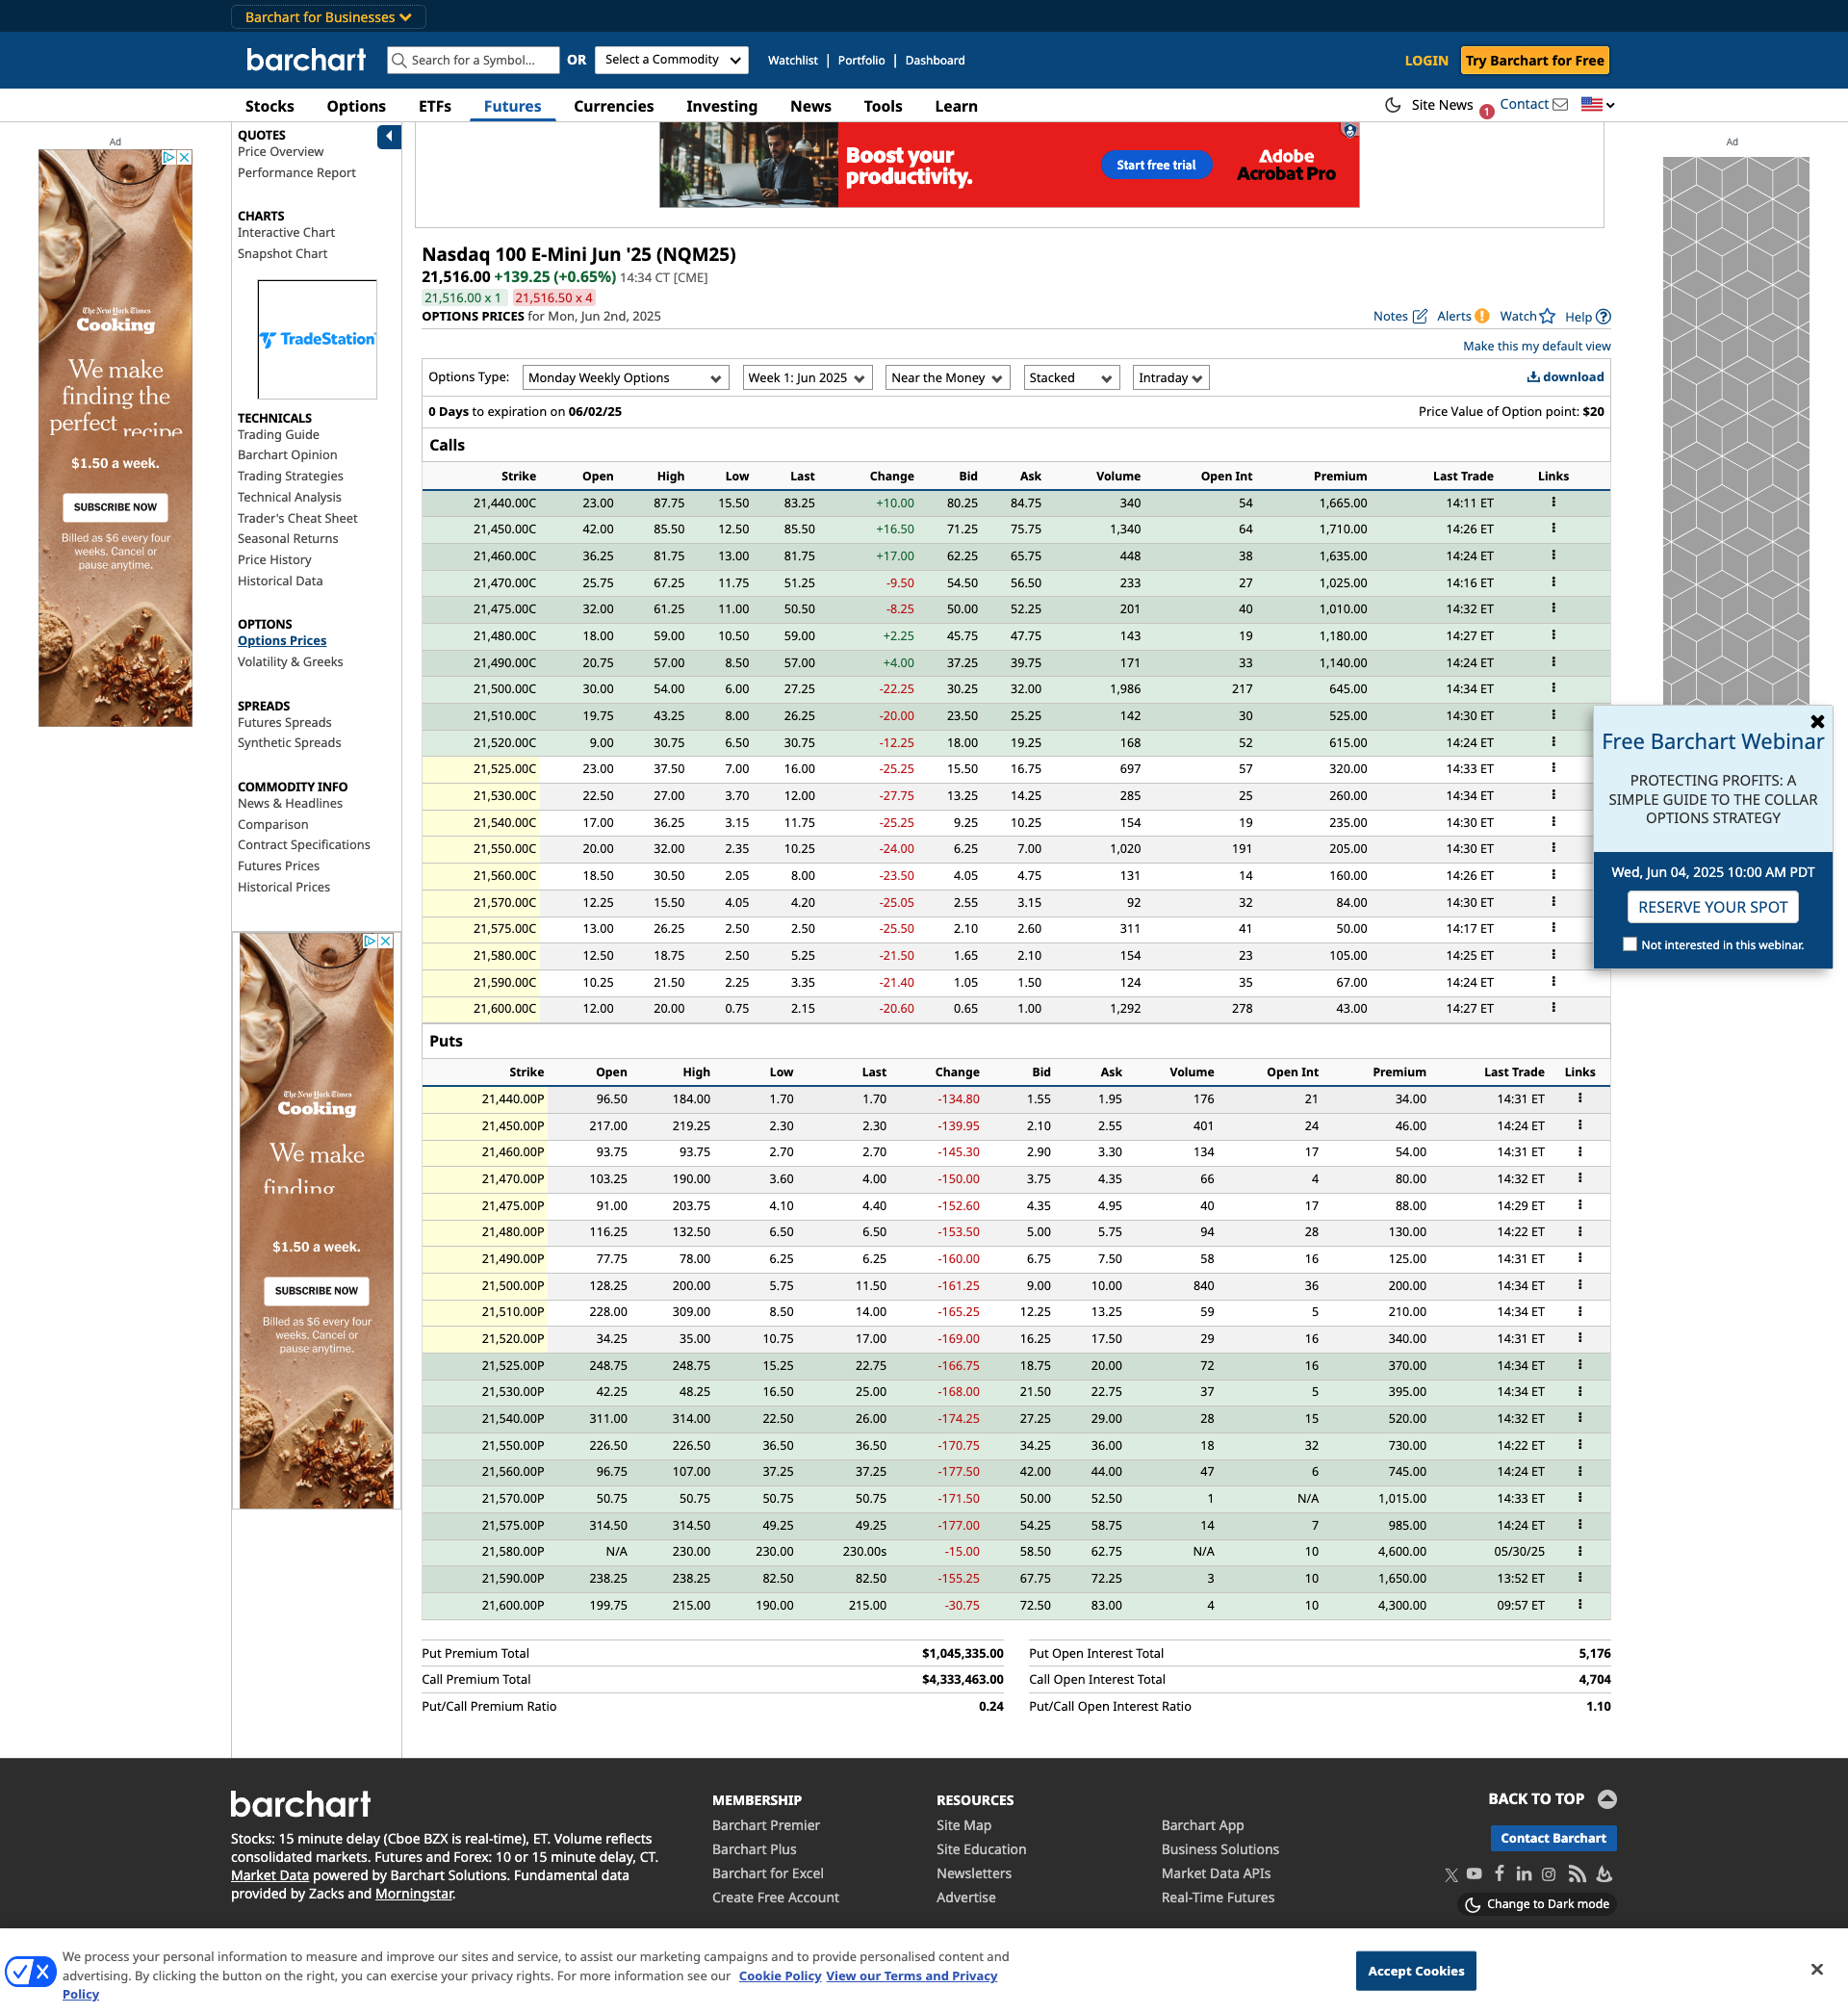 Barchart for Businesses
barchart
Search for a Symbol...
OR
Select a Commodity
Watchlist | Portfolio | Dashboard
LOGIN
Try Barchart for Free
Stocks Options ETFs Futures Currencies Investing News Tools Learn
Site News 1 Contact
Ad
The New York Times
Cooking
We make
finding the
perfect recipe
$1.50 a week.
SUBSCRIBE NOW
Billed as $6 every four
weeks. Cancel or
pause anytime.
QUOTES
Price Overview
Performance Report
CHARTS
Interactive Chart
Snapshot Chart
TradeStation
TECHNICALS
Trading Guide
Barchart Opinion
Trading Strategies
Technical Analysis
Trader's Cheat Sheet
Seasonal Returns
Price History
Historical Data
OPTIONS
Options Prices
Volatility & Greeks
SPREADS
Futures Spreads
Synthetic Spreads
COMMODITY INFO
News & Headlines
Comparison
Contract Specifications
Futures Prices
Historical Prices
The New York Times
Cooking
We make
finding
$1.50 a week.
SUBSCRIBE NOW
Billed as $6 every four
weeks. Cancel or
pause anytime.
Boost your
productivity.
Start free trial
Adobe
Acrobat Pro
Nasdaq 100 E-Mini Jun '25 (NQM25)
21,516.00 +139.25 (+0.65%) 14:34 CT [CME]
21,516.00 x 1 21,516.50 x 4
OPTIONS PRICES for Mon, Jun 2nd, 2025
Notes Alerts Watch Help
Make this my default view
Options Type: Monday Weekly Options Week 1: Jun 2025 Near the Money Stacked Intraday download
0 Days to expiration on 06/02/25 Price Value of Option point: $20
Calls
Strike Open High Low Last Change Bid Ask Volume Open Int Premium Last Trade Links
21,440.00C 23.00 87.75 15.50 83.25 +10.00 80.25 84.75 340 54 1,665.00 14:11 ET
21,450.00C 42.00 85.50 12.50 85.50 +16.50 71.25 75.75 1,340 64 1,710.00 14:26 ET
21,460.00C 36.25 81.75 13.00 81.75 +17.00 62.25 65.75 448 38 1,635.00 14:24 ET
21,470.00C 25.75 67.25 11.75 51.25 -9.50 54.50 56.50 233 27 1,025.00 14:16 ET
21,475.00C 32.00 61.25 11.00 50.50 -8.25 50.00 52.25 201 40 1,010.00 14:32 ET
21,480.00C 18.00 59.00 10.50 59.00 +2.25 45.75 47.75 143 19 1,180.00 14:27 ET
21,490.00C 20.75 57.00 8.50 57.00 +4.00 37.25 39.75 171 33 1,140.00 14:24 ET
21,500.00C 30.00 54.00 6.00 27.25 -22.25 30.25 32.00 1,986 217 645.00 14:34 ET
21,510.00C 19.75 43.25 8.00 26.25 -20.00 23.50 25.25 142 30 525.00 14:30 ET
21,520.00C 9.00 30.75 6.50 30.75 -12.25 18.00 19.25 168 52 615.00 14:24 ET
21,525.00C 23.00 37.50 7.00 16.00 -25.25 15.50 16.75 697 57 320.00 14:33 ET
21,530.00C 22.50 27.00 3.70 12.00 -27.75 13.25 14.25 285 25 260.00 14:34 ET
21,540.00C 17.00 36.25 3.15 11.75 -25.25 9.25 10.25 154 19 235.00 14:30 ET
21,550.00C 20.00 32.00 2.35 10.25 -24.00 6.25 7.00 1,020 191 205.00 14:30 ET
21,560.00C 18.50 30.50 2.05 8.00 -23.50 4.05 4.75 131 14 160.00 14:26 ET
21,570.00C 12.25 15.50 4.05 4.20 -25.05 2.55 3.15 92 32 84.00 14:30 ET
21,575.00C 13.00 26.25 2.50 2.50 -25.50 2.10 2.60 311 41 50.00 14:17 ET
21,580.00C 12.50 18.75 2.50 5.25 -21.50 1.65 2.10 154 23 105.00 14:25 ET
21,590.00C 10.25 21.50 2.25 3.35 -21.40 1.05 1.50 124 35 67.00 14:24 ET
21,600.00C 12.00 20.00 0.75 2.15 -20.60 0.65 1.00 1,292 278 43.00 14:27 ET
Puts
Strike Open High Low Last Change Bid Ask Volume Open Int Premium Last Trade Links
21,440.00P 96.50 184.00 1.70 1.70 -134.80 1.55 1.95 176 21 34.00 14:31 ET
21,450.00P 217.00 219.25 2.30 2.30 -139.95 2.10 2.55 401 24 46.00 14:24 ET
21,460.00P 93.75 93.75 2.70 2.70 -145.30 2.90 3.30 134 17 54.00 14:31 ET
21,470.00P 103.25 190.00 3.60 4.00 -150.00 3.75 4.35 66 4 80.00 14:32 ET
21,475.00P 91.00 203.75 4.10 4.40 -152.60 4.35 4.95 40 17 88.00 14:29 ET
21,480.00P 116.25 132.50 6.50 6.50 -153.50 5.00 5.75 94 28 130.00 14:22 ET
21,490.00P 77.75 78.00 6.25 6.25 -160.00 6.75 7.50 58 16 125.00 14:31 ET
21,500.00P 128.25 200.00 5.75 11.50 -161.25 9.00 10.00 840 36 200.00 14:34 ET
21,510.00P 228.00 309.00 8.50 14.00 -165.25 12.25 13.25 59 5 210.00 14:34 ET
21,520.00P 34.25 35.00 10.75 17.00 -169.00 16.25 17.50 29 16 340.00 14:31 ET
21,525.00P 248.75 248.75 15.25 22.75 -166.75 18.75 20.00 72 16 370.00 14:34 ET
21,530.00P 42.25 48.25 16.50 25.00 -168.00 21.50 22.75 37 5 395.00 14:34 ET
21,540.00P 311.00 314.00 22.50 26.00 -174.25 27.25 29.00 28 15 520.00 14:32 ET
21,550.00P 226.50 226.50 36.50 36.50 -170.75 34.25 36.00 18 32 730.00 14:22 ET
21,560.00P 96.75 107.00 37.25 37.25 -177.50 42.00 44.00 47 6 745.00 14:24 ET
21,570.00P 50.75 50.75 50.75 50.75 -171.50 50.00 52.50 1 N/A 1,015.00 14:33 ET
21,575.00P 314.50 314.50 49.25 49.25 -177.00 54.25 58.75 14 7 985.00 14:24 ET
21,580.00P N/A 230.00 230.00 230.00s -15.00 58.50 62.75 N/A 10 4,600.00 05/30/25
21,590.00P 238.25 238.25 82.50 82.50 -155.25 67.75 72.25 3 10 1,650.00 13:52 ET
21,600.00P 199.75 215.00 190.00 215.00 -30.75 72.50 83.00 4 10 4,300.00 09:57 ET
Put Premium Total $1,045,335.00 Put Open Interest Total 5,176
Call Premium Total $4,333,463.00 Call Open Interest Total 4,704
Put/Call Premium Ratio 0.24 Put/Call Open Interest Ratio 1.10
Ad
Free Barchart Webinar
PROTECTING PROFITS: A
SIMPLE GUIDE TO THE COLLAR
OPTIONS STRATEGY
Wed, Jun 04, 2025 10:00 AM PDT
RESERVE YOUR SPOT
Not interested in this webinar.
barchart
Stocks: 15 minute delay (Cboe BZX is real-time), ET. Volume reflects
consolidated markets. Futures and Forex: 10 or 15 minute delay, CT.
Market Data powered by Barchart Solutions. Fundamental data
provided by Zacks and Morningstar.
MEMBERSHIP
Barchart Premier
Barchart Plus
Barchart for Excel
Create Free Account
RESOURCES
Site Map
Site Education
Newsletters
Advertise
Barchart App
Business Solutions
Market Data APIs
Real-Time Futures
BACK TO TOP
Contact Barchart
Change to Dark mode
We process your personal information to measure and improve our sites and service, to assist our marketing campaigns and to provide personalised content and
advertising. By clicking the button on the right, you can exercise your privacy rights. For more information see our Cookie Policy View our Terms and Privacy
Policy
Accept Cookies